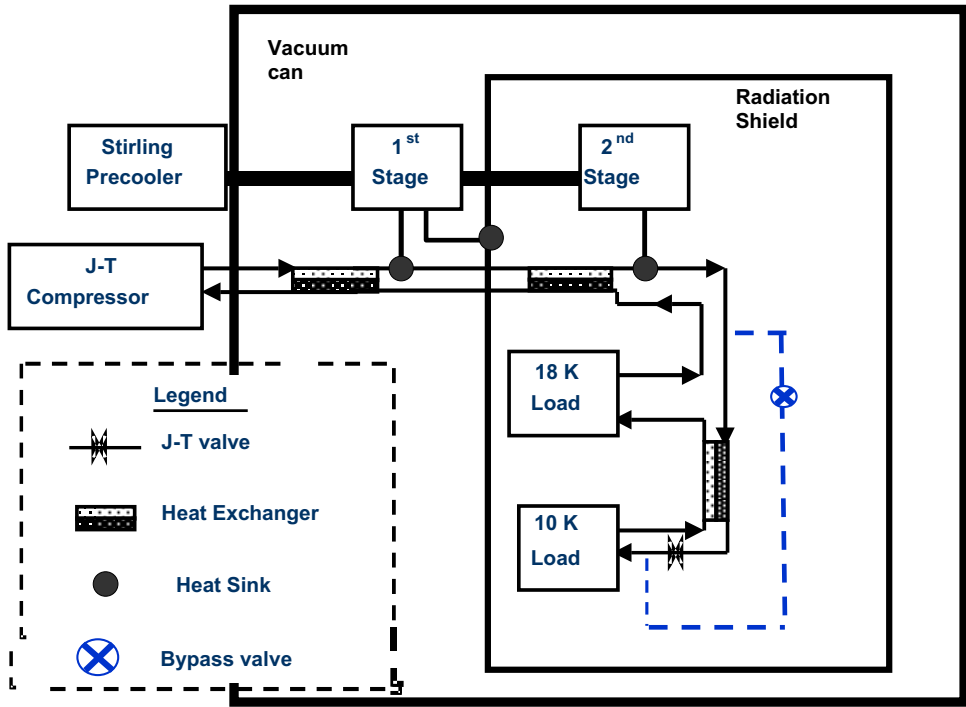 Vacuum
can
Radiation
Shield
Stirling
Precooler
1st
Stage
2nd
Stage
J-T
Compressor
18 K
Load
10 K
Load
Legend
J-T valve
Heat Exchanger
Heat Sink
Bypass valve